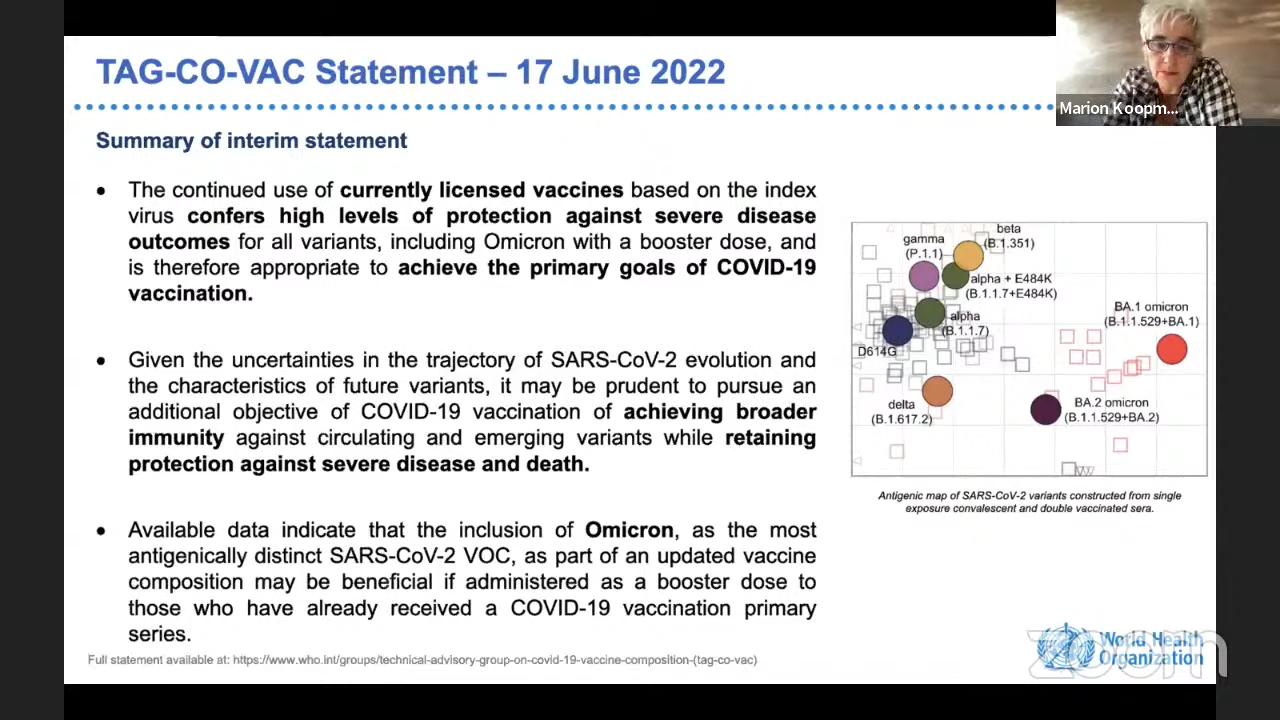 TAG-CO-VAC Statement – 17 June 2022
Marion Koopm...
Summary of interim statement
• The continued use of currently licensed vaccines based on the index
virus confers high levels of protection against severe disease
outcomes for all variants, including Omicron with a booster dose, and
is therefore appropriate to achieve the primary goals of COVID-19
vaccination.
• Given the uncertainties in the trajectory of SARS-CoV-2 evolution and
the characteristics of future variants, it may be prudent to pursue an
additional objective of COVID-19 vaccination of achieving broader
immunity against circulating and emerging variants while retaining
protection against severe disease and death.
• Available data indicate that the inclusion of Omicron, as the most
antigenically distinct SARS-CoV-2 VOC, as part of an updated vaccine
composition may be beneficial if administered as a booster dose to
those who have already received a COVID-19 vaccination primary
series.
Full statement available at: https://www.who.int/groups/technical-advisory-group-on-covid-19-vaccine-composition-(tag-co-vac)
beta
(B.1.351)
gamma
(P.1.1)
alpha + E484K
(B.1.1.7+E484K)
alpha
(B.1.1.7)
D614G
BA.1 omicron
(B.1.1.529+BA.1)
delta
(B.1.617.2)
BA.2 omicron
(B.1.1.529+BA.2)
Antigenic map of SARS-CoV-2 variants constructed from single
exposure convalescent and double vaccinated sera.
World Health
Organization
zoom